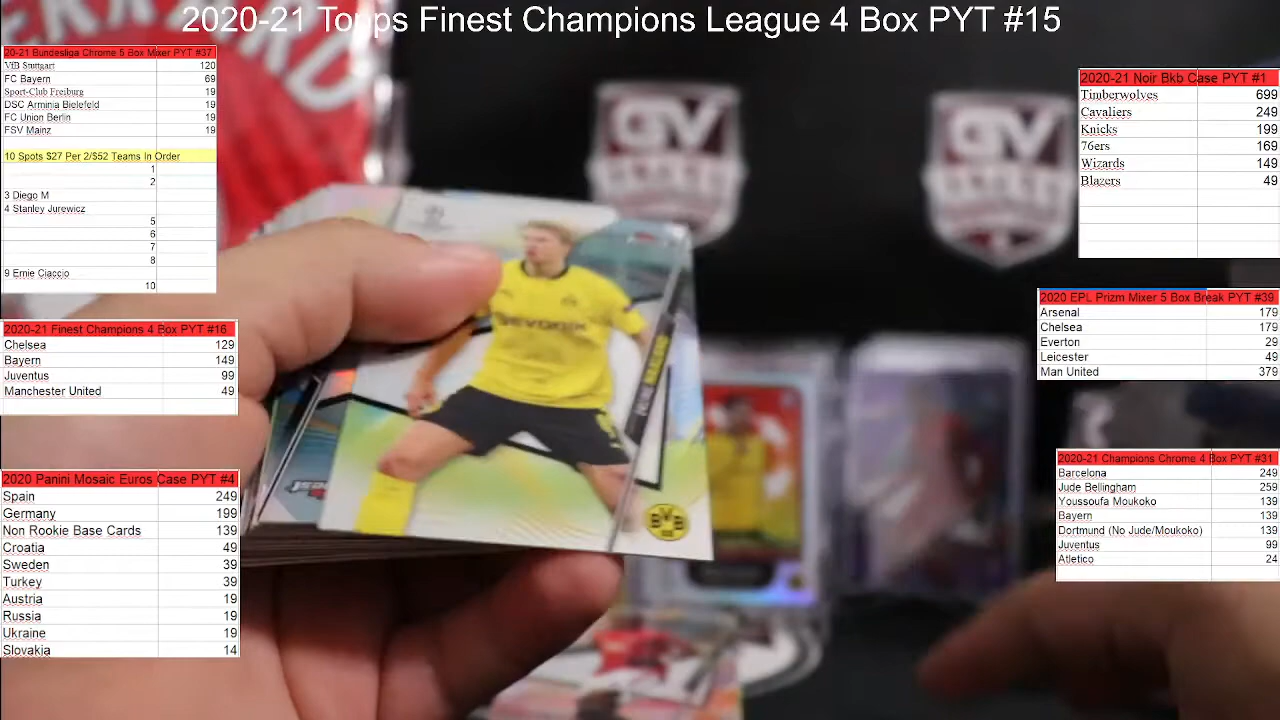 2020-21 Topps Finest Champions League 4 Box PYT #15
20-21 Bundesliga Chrome 5 Box Mixer PYT #37
VfB Stuttgart 120
FC Bayern 69
Sport-Club Freiburg 19
DSC Arminia Bielefeld 19
FC Union Berlin 19
FSV Mainz 19
10 Spots $27 Per 2/$52 Teams In Order
1
2
3 Diego M
4 Stanley Jurewicz
5
6
7
8
9 Ernie Ciaccio
10
2020-21 Finest Champions 4 Box PYT #16
Chelsea 129
Bayern 149
Juventus 99
Manchester United 49
2020 Panini Mosaic Euros Case PYT #4
Spain 249
Germany 199
Non Rookie Base Cards 139
Croatia 49
Sweden 39
Turkey 39
Austria 19
Russia 19
Ukraine 19
Slovakia 14
2020-21 Noir Bkb Case PYT #1
Timberwolves 699
Cavaliers 249
Knicks 199
76ers 169
Wizards 149
Blazers 49
2020 EPL Prizm Mixer 5 Box Break PYT #39
Arsenal 179
Chelsea 179
Everton 29
Leicester 49
Man United 379
2020-21 Champions Chrome 4 Box PYT #31
Barcelona 249
Jude Bellingham 259
Youssoufa Moukoko 139
Bayern 139
Dortmund (No Jude/Moukoko) 139
Juventus 99
Atletico 24
GV
GV
EVONIK
HAALAND
BVB
09